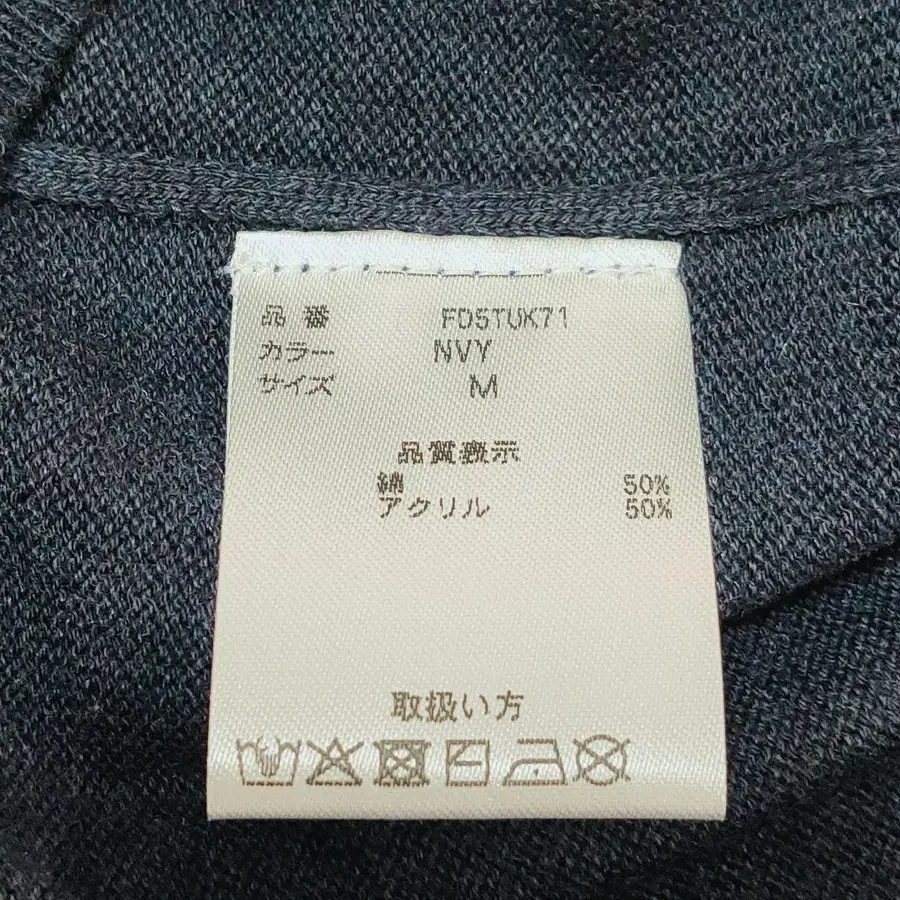 品番 FD5TUK71
カラー NVY
サイズ M
品質表示
綿 50%
アクリル 50%
取扱い方